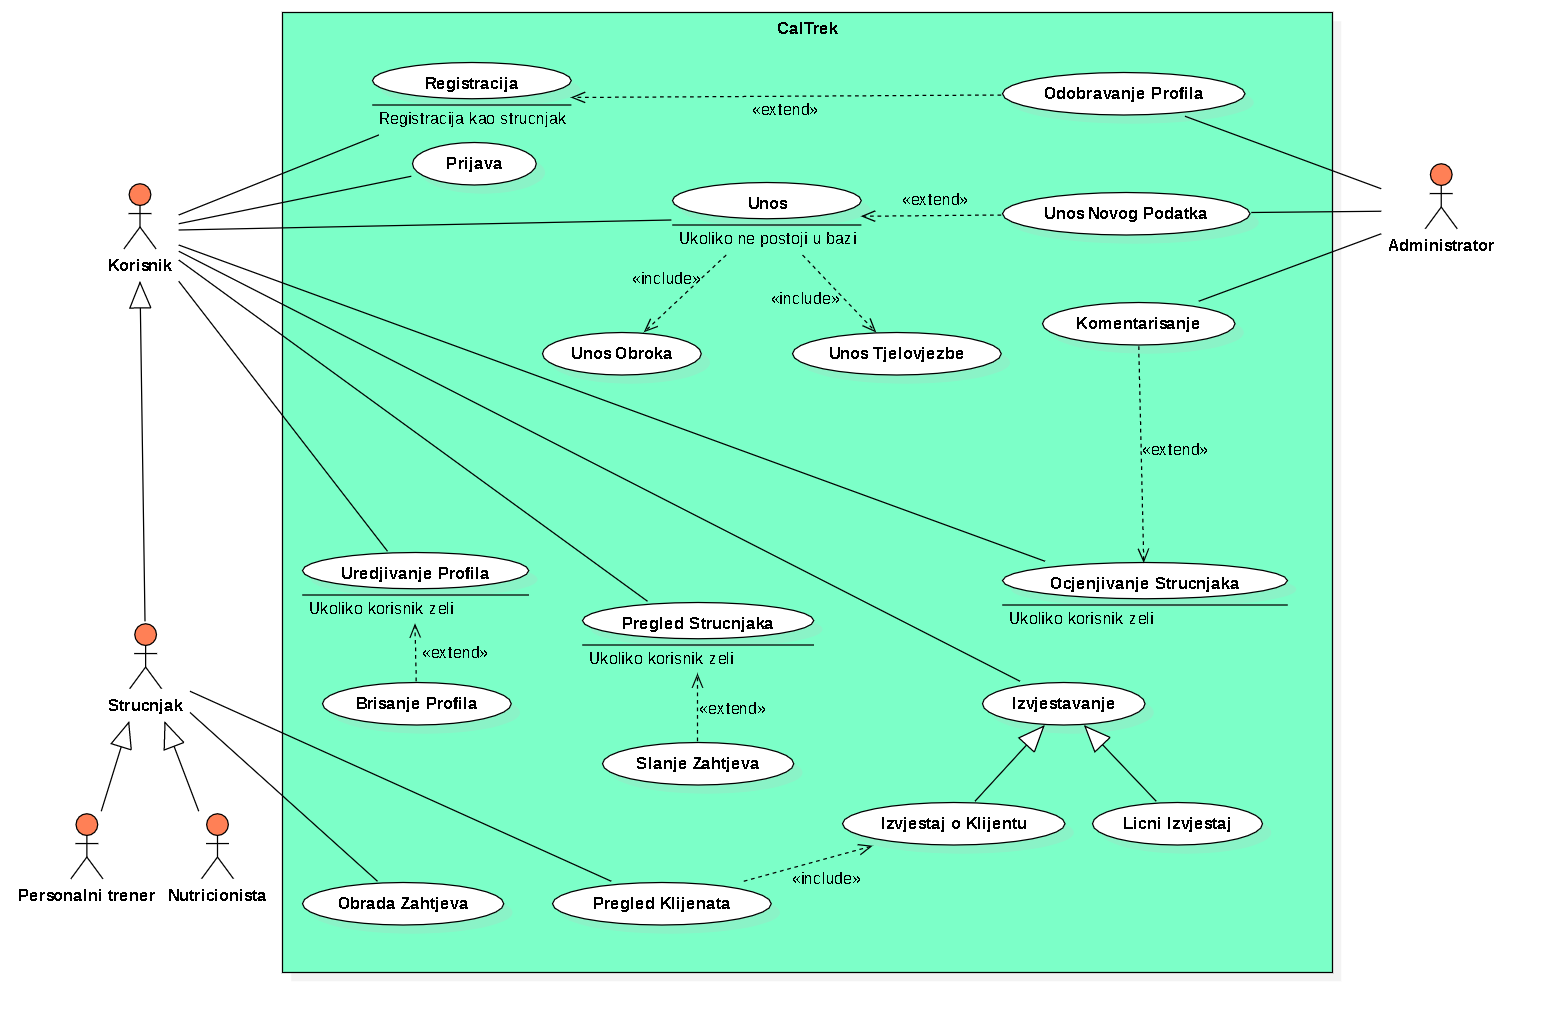 CalTrek
Registracija
Registracija kao strucnjak
«extend»
Odobravanje Profila
Prijava
Unos
Ukoliko ne postoji u bazi
«extend»
Unos Novog Podatka
Korisnik
Administrator
«include»
«include»
Unos Obroka
Unos Tjelovjezbe
Komentarisanje
«extend»
Uredjivanje Profila
Ukoliko korisnik zeli
«extend»
Brisanje Profila
Pregled Strucnjaka
Ukoliko korisnik zeli
«extend»
Slanje Zahtjeva
Ocjenjivanje Strucnjaka
Ukoliko korisnik zeli
Strucnjak
Izvjestavanje
Izvjestaj o Klijentu
Licni Izvjestaj
Personalni trener
Nutricionista
Obrada Zahtjeva
Pregled Klijenata
«include»